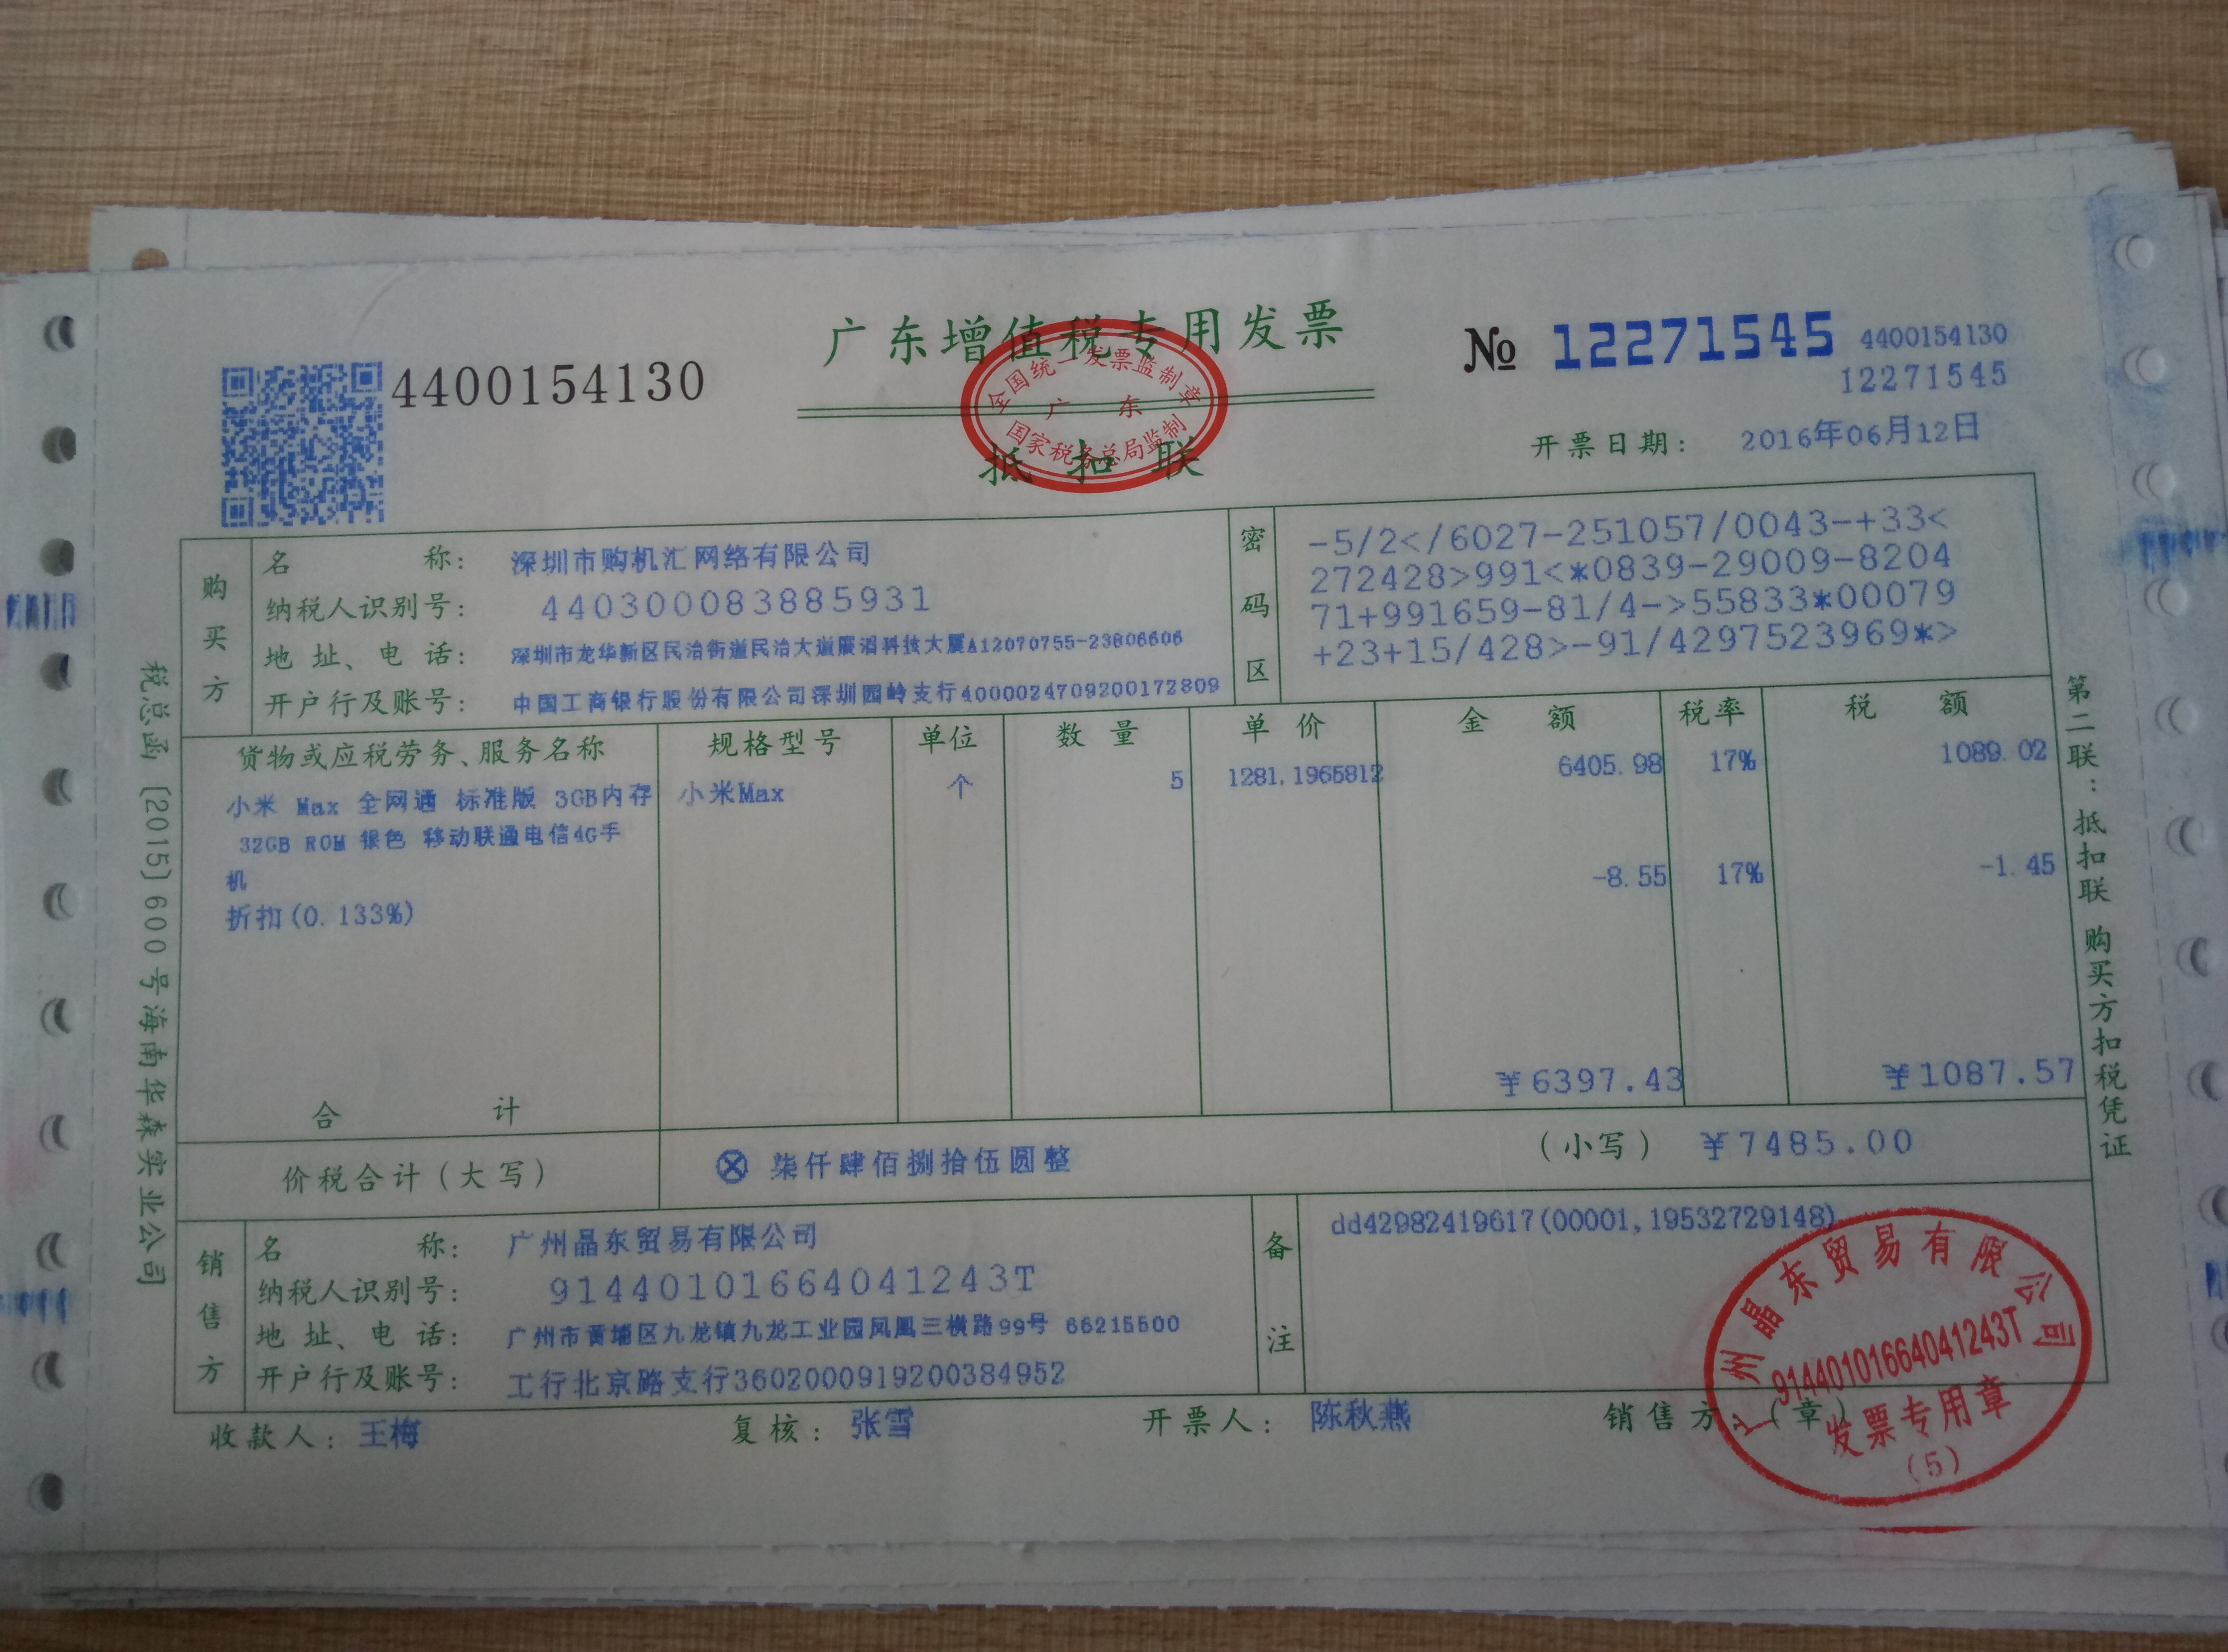 广东增值税专用发票
4400154130
№ 12271545
4400154130
12271545
全国统一发票监制章
广东
国家税务总局监制
抵扣联
开票日期: 2016年06月12日
购买方
名称: 深圳市购机汇网络有限公司
纳税人识别号: 440300083885931
地址、电话: 深圳市龙华新区民治街道民治大道展滔科技大厦A12070755-23806606
开户行及账号: 中国工商银行股份有限公司深圳园岭支行4000024709200172809
密码区
-5/2</6027-251057/0043-+33<
272428>991<*0839-29009-8204
71+991659-81/4->55833*00079
+23+15/428>-91/4297523969*>
货物或应税劳务、服务名称 规格型号 单位 数量 单价 金额 税率 税额
小米 Max 全网通 标准版 3GB内存 小米Max 个 5 1281.1965812 6405.98 17% 1089.02
32GB ROM 银色 移动联通电信4G手
机
折扣(0.133%) -8.55 17% -1.45
合计 ¥6397.43 ¥1087.57
价税合计(大写) ⊗ 柒仟肆佰捌拾伍圆整 (小写) ¥7485.00
销售方
名称: 广州晶东贸易有限公司
纳税人识别号: 91440101664041243T
地址、电话: 广州市黄埔区九龙镇九龙工业园凤凰三横路99号 66215500
开户行及账号: 工行北京路支行3602000919200384952
备注
dd42982419617(00001,19532729148)
收款人: 王梅 复核: 张雪 开票人: 陈秋燕 销售方:(章)
广州晶东贸易有限公司
91440101664041243T
发票专用章
(5)
税总函〔2015〕600号海南华森实业公司
第二联:抵扣联 购买方扣税凭证